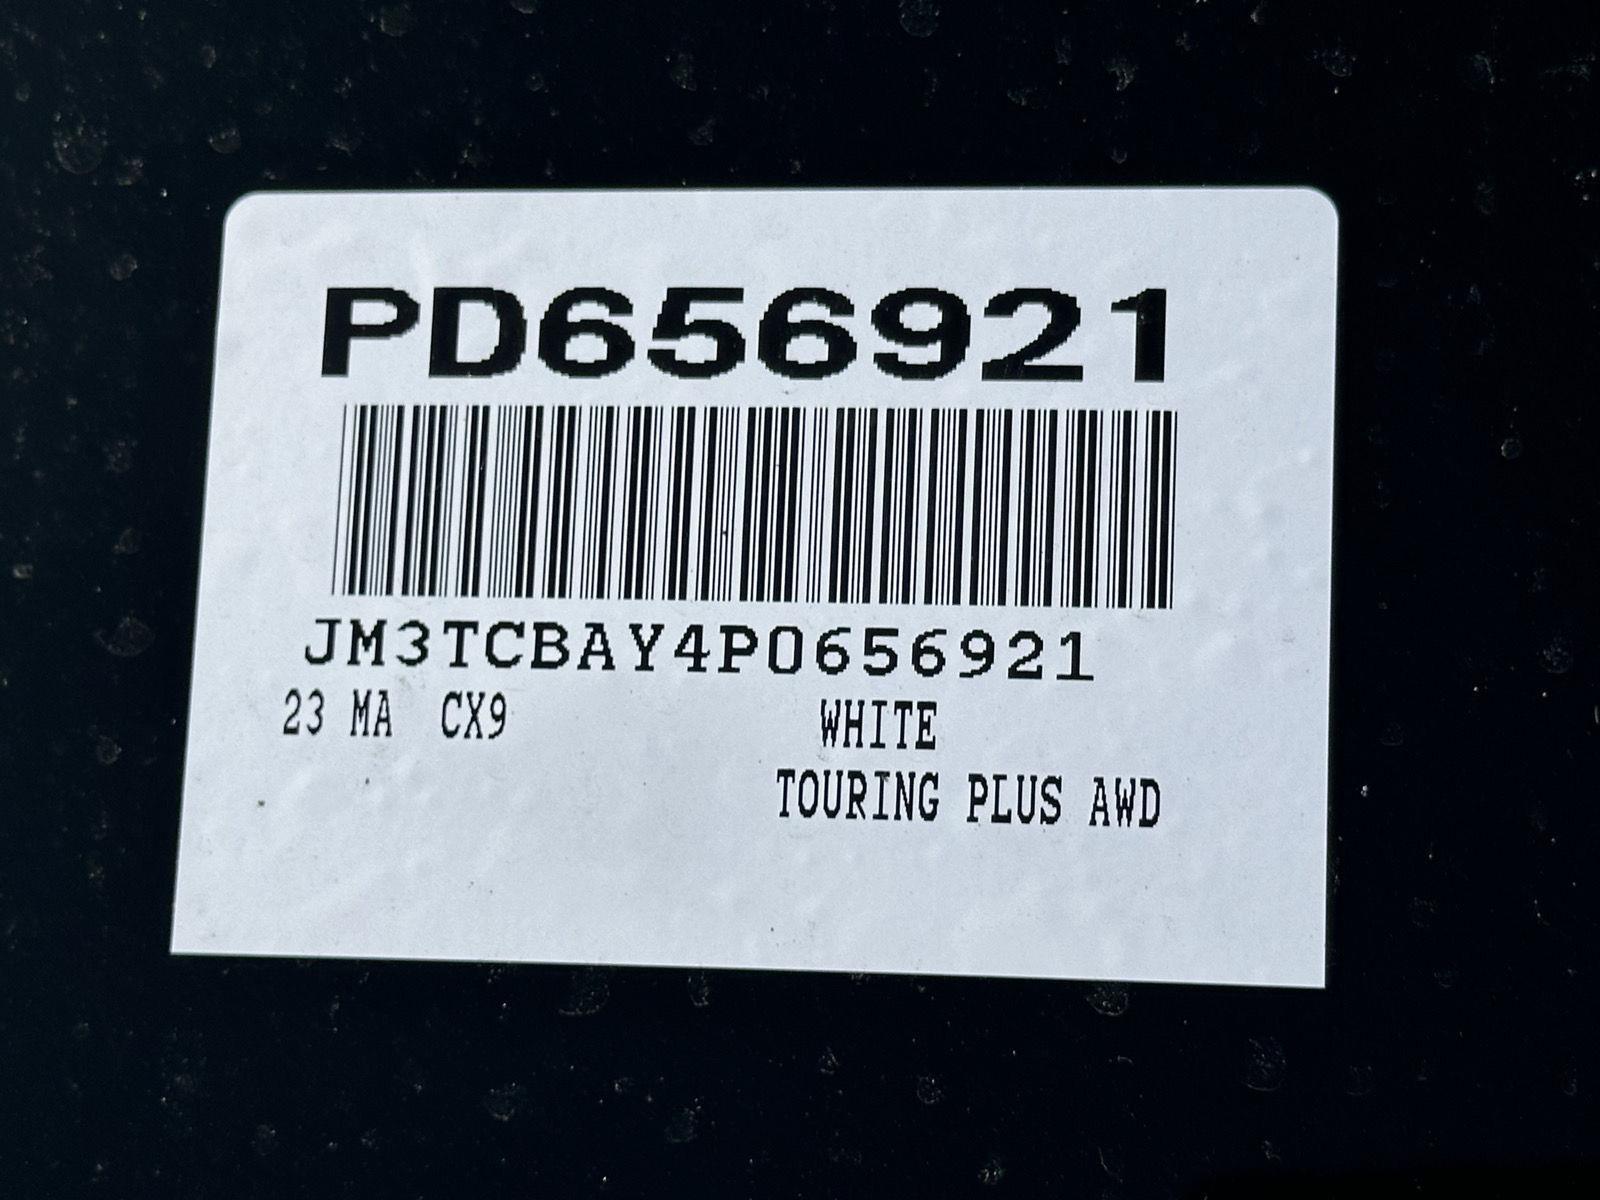 PD656921
JM3TCBAY4P0656921
23 MA CX9 WHITE
TOURING PLUS AWD